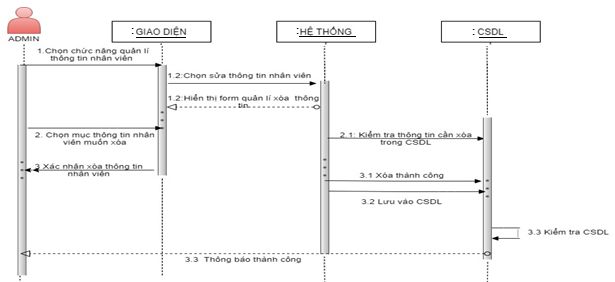 :GIAO DIỆN
:HỆ THỐNG
:CSDL
ADMIN
1.Chọn chức năng quản lí
thông tin nhân viên
1.2:Chọn sửa thông tin nhân viên
1.2:Hiển thị form quản lí xóa thông
tin
2. Chọn mục thông tin nhân
viên muốn xóa
2.1: Kiểm tra thông tin cần xóa
trong CSDL
3.Xác nhận xóa thông tin
nhân viên
3.1 Xóa thành công
3.2 Lưu vào CSDL
3.3 Kiểm tra CSDL
3.3 Thông báo thành công